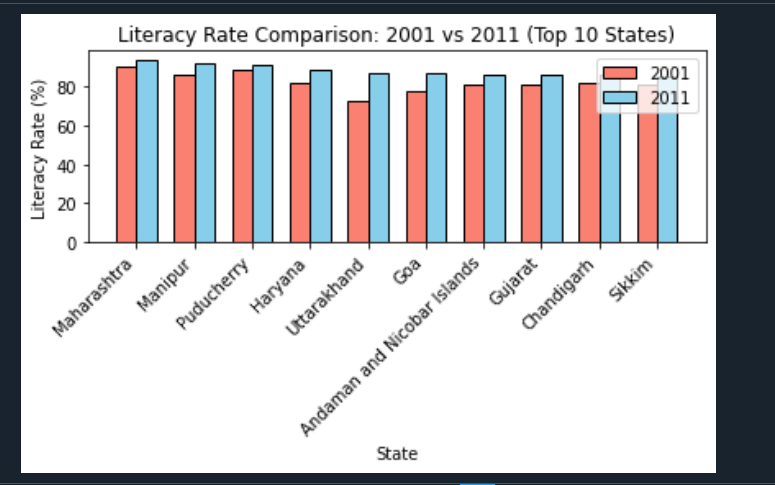 Literacy Rate Comparison: 2001 vs 2011 (Top 10 States)
2001
2011
Literacy Rate (%)
80
60
40
20
0
Maharashtra
Manipur
Puducherry
Haryana
Uttarakhand
Goa
Andaman and Nicobar Islands
Gujarat
Chandigarh
Sikkim
State